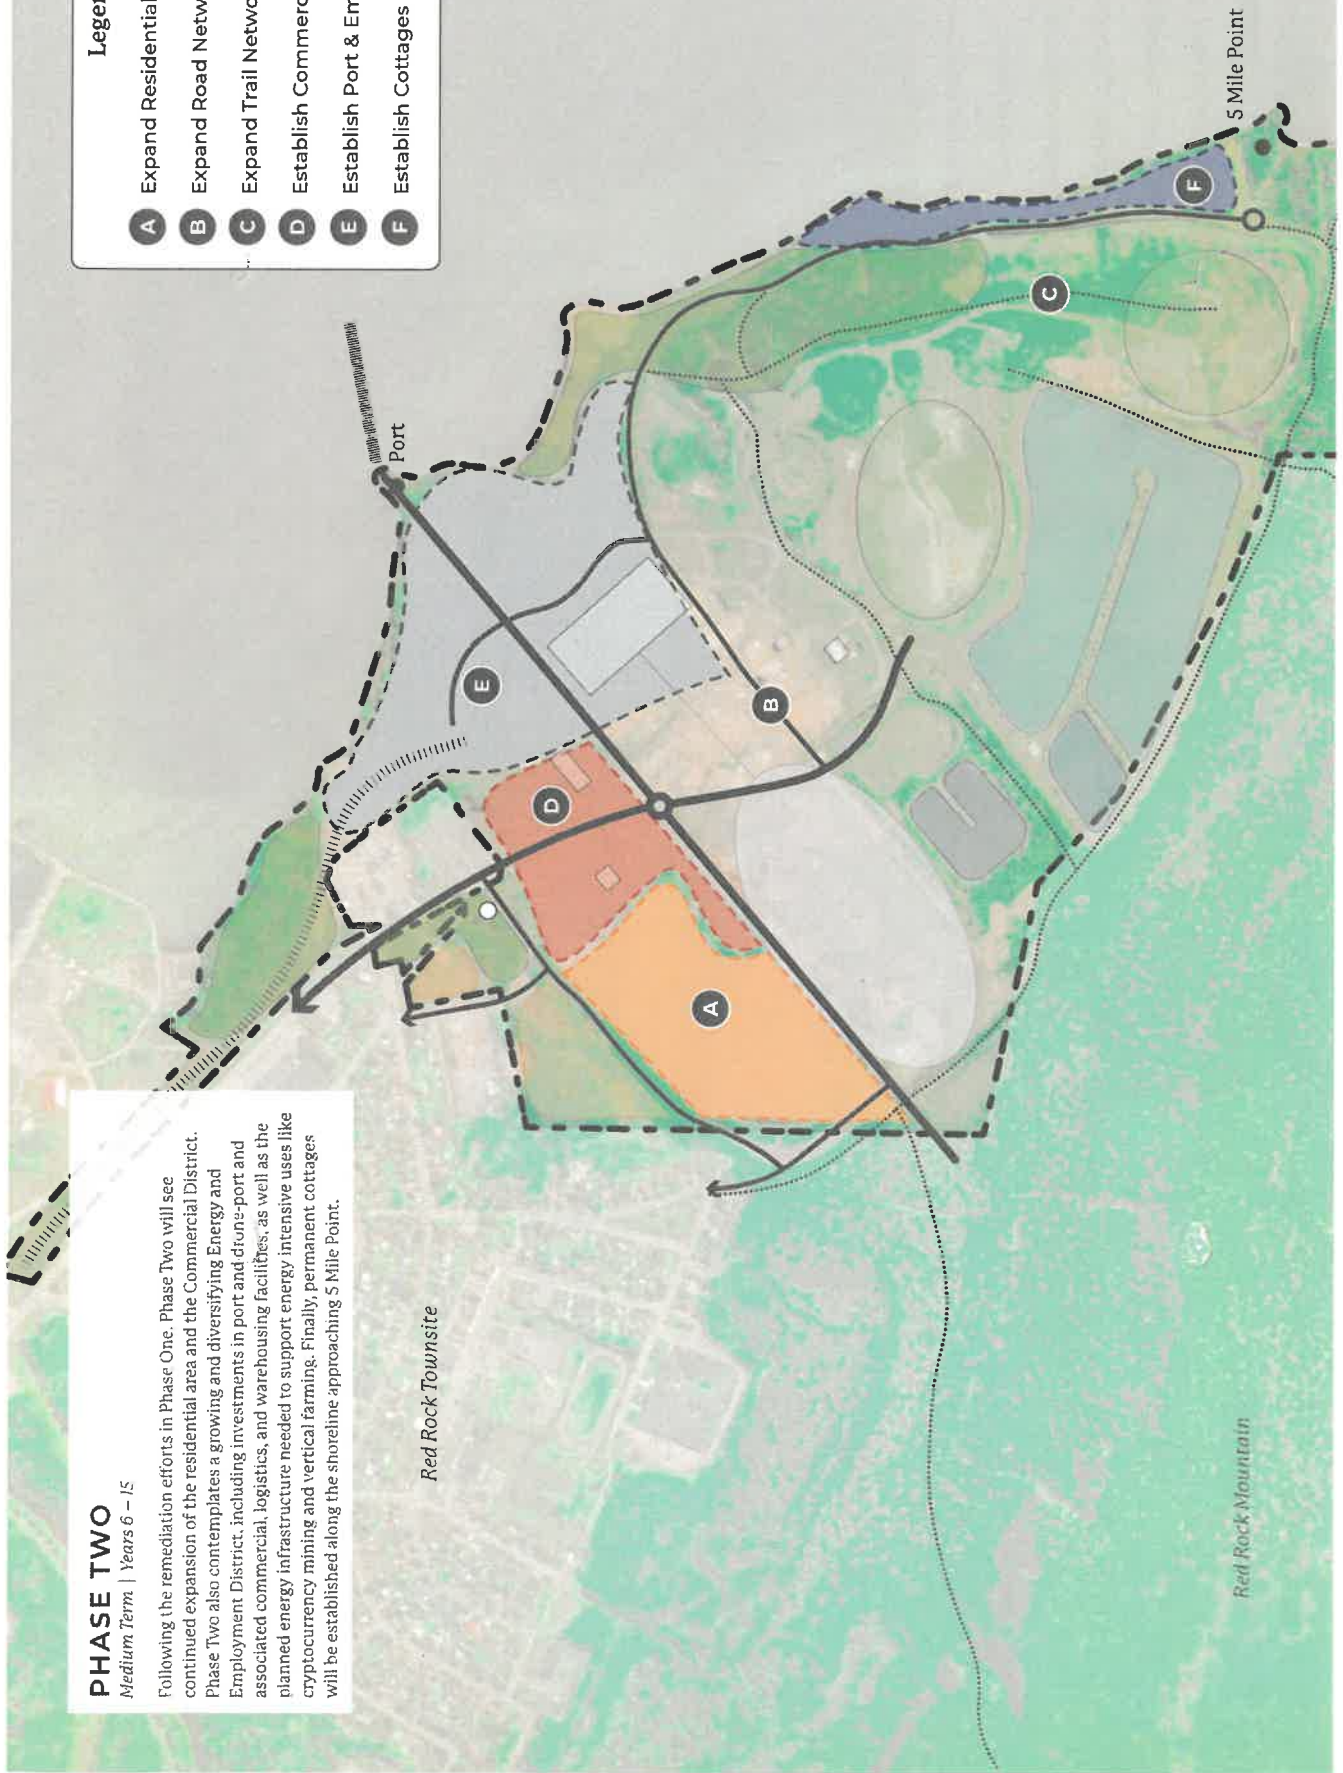 PHASE TWO
Medium Term | Years 6 – 15
Following the remediation efforts in Phase One. Phase Two will see
continued expansion of the residential area and the Commercial District.
Phase Two also contemplates a growing and diversifying Energy and
Employment District, including investments in port and drone-port and
associated commercial, logistics, and warehousing facilities, as well as the
planned energy infrastructure needed to support energy intensive uses like
cryptocurrency mining and vertical farming. Finally, permanent cottages
will be established along the shoreline approaching 5 Mile Point.
Legen
A Expand Residential
B Expand Road Netw
C Expand Trail Netwo
D Establish Commerc
E Establish Port & Em
F Establish Cottages
Port
5 Mile Point
Red Rock Townsite
Red Rock Mountain
A
B
C
D
E
F